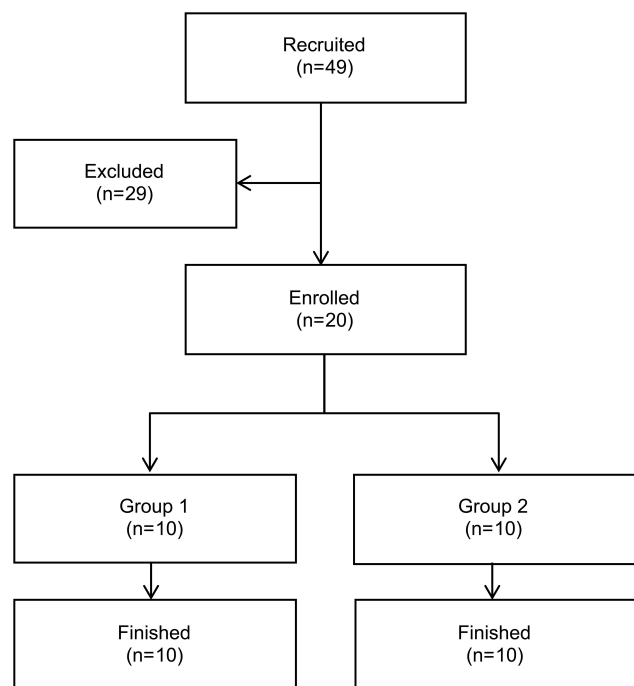 Recruited
(n=49)
Excluded
(n=29)
Enrolled
(n=20)
Group 1
(n=10)
Group 2
(n=10)
Finished
(n=10)
Finished
(n=10)